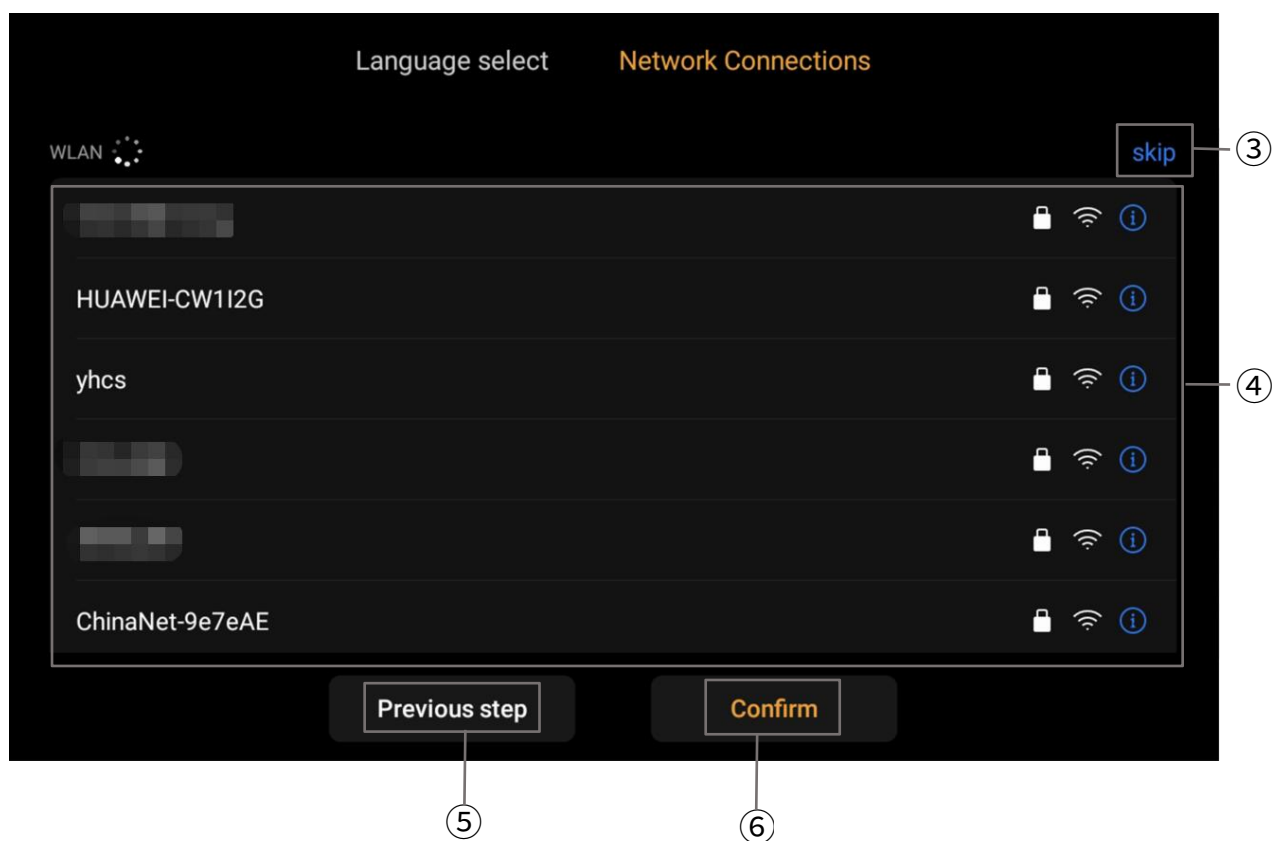 Language select Network Connections
WLAN
skip ③
HUAWEI-CW1I2G
yhcs
④
ChinaNet-9e7eAE
Previous step Confirm
⑤ ⑥